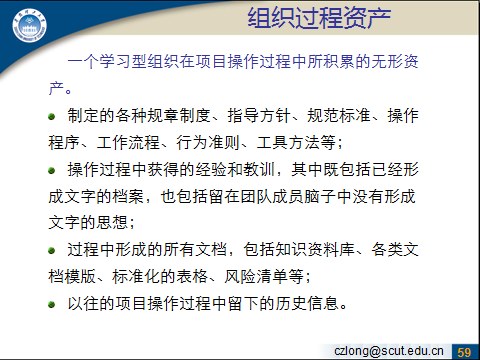 组织过程资产
一个学习型组织在项目操作过程中所积累的无形资
产。
制定的各种规章制度、指导方针、规范标准、操作
程序、工作流程、行为准则、工具方法等；
操作过程中获得的经验和教训，其中既包括已经形
成文字的档案，也包括留在团队成员脑子中没有形成
文字的思想；
过程中形成的所有文档，包括知识资料库、各类文
档模版、标准化的表格、风险清单等；
以往的项目操作过程中留下的历史信息。
czlong@scut.edu.cn
59